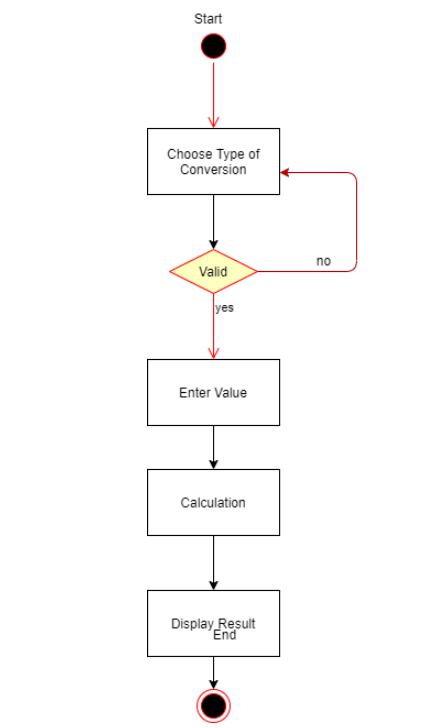 Start
Choose Type of
Conversion
Valid
no
yes
Enter Value
Calculation
Display Result
End